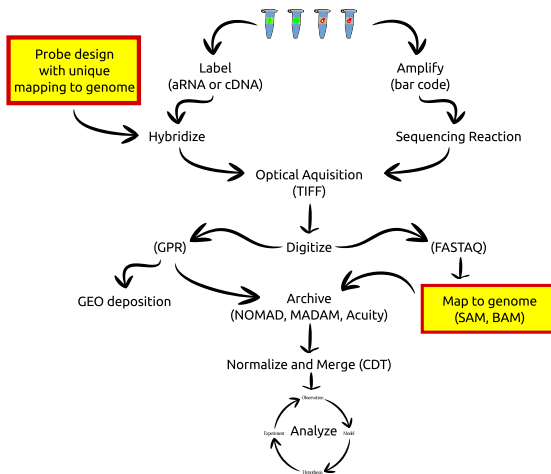 Probe design
with unique
mapping to genome
Label
(aRNA or cDNA)
Amplify
(bar code)
Hybridize
Sequencing Reaction
Optical Aquisition
(TIFF)
(GPR)
Digitize
(FASTAQ)
GEO deposition
Archive
(NOMAD, MADAM, Acuity)
Map to genome
(SAM, BAM)
Normalize and Merge (CDT)
Observation
Experiment
Analyze
Model
Hypothesis